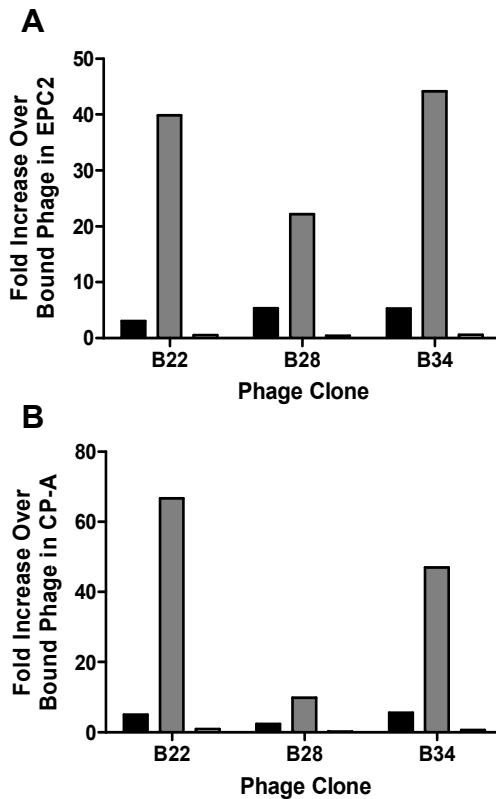 A
Fold Increase Over
Bound Phage in EPC2
50
40
30
20
10
0
B22 B28 B34
Phage Clone
B
Fold Increase Over
Bound Phage in CP-A
80
60
40
20
0
B22 B28 B34
Phage Clone